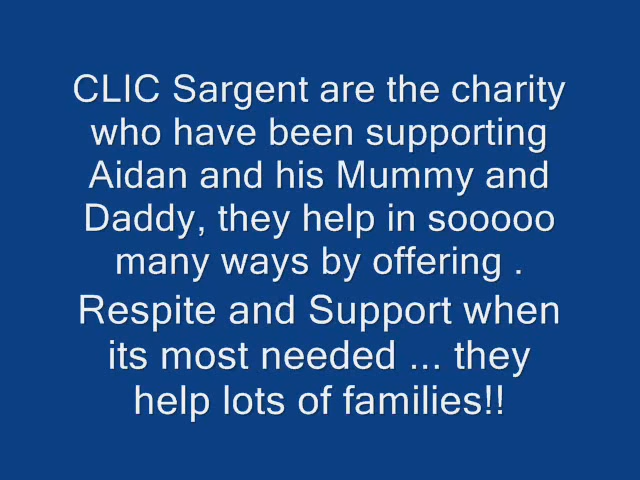 CLIC Sargent are the charity
who have been supporting
Aidan and his Mummy and
Daddy, they help in sooooo
many ways by offering .
Respite and Support when
its most needed ... they
help lots of families!!